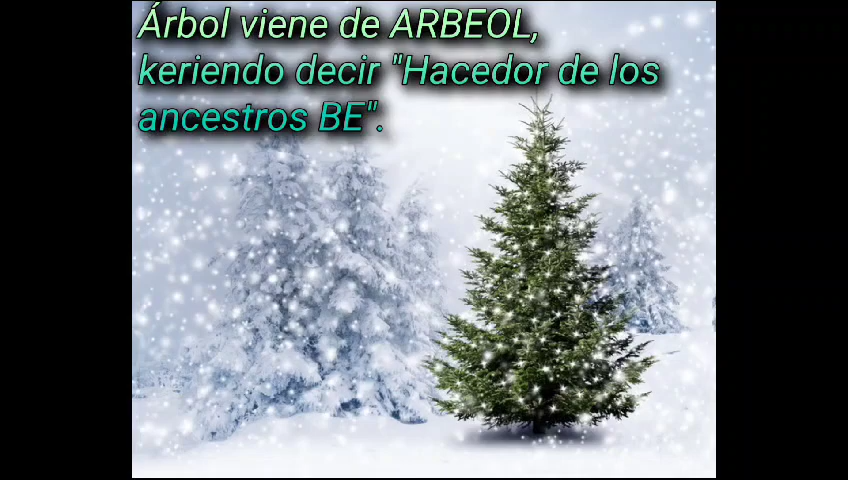 Árbol viene de ARBEOL,
keriendo decir "Hacedor de los
ancestros BE".